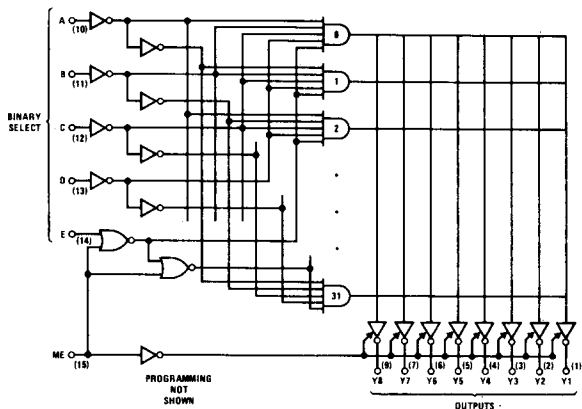 A
(10)
0
B
(11)
1
BINARY
SELECT
C
(12)
2
D
(13)
E
(14)
31
ME
(15)
PROGRAMMING
NOT
SHOWN
(9) (7) (6) (5) (4) (3) (2) (1)
Y8 Y7 Y6 Y5 Y4 Y3 Y2 Y1
OUTPUTS